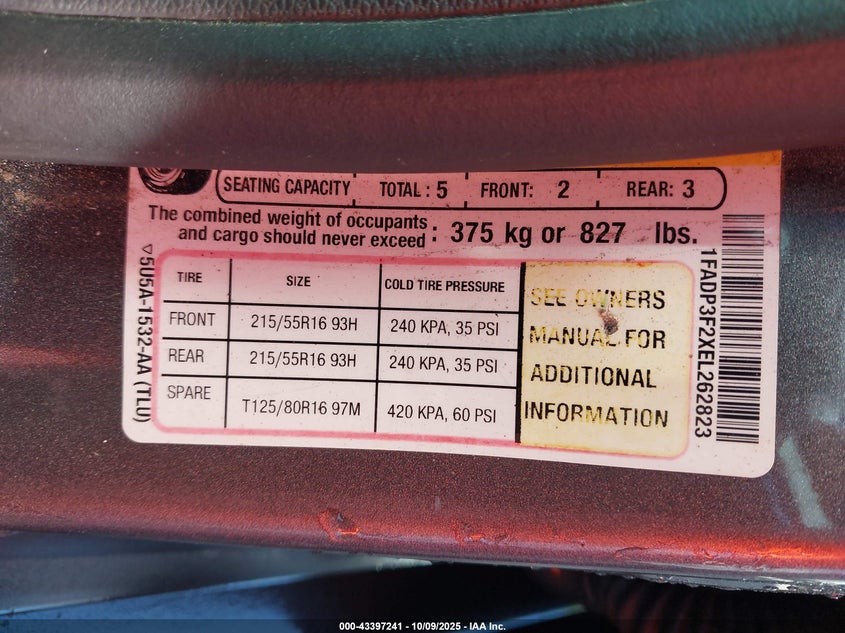 SEATING CAPACITY TOTAL : 5 FRONT: 2 REAR: 3
The combined weight of occupants
and cargo should never exceed : 375 kg or 827 lbs.
TIRE SIZE COLD TIRE PRESSURE
FRONT 215/55R16 93H 240 KPA, 35 PSI
REAR 215/55R16 93H 240 KPA, 35 PSI
SPARE T125/80R16 97M 420 KPA, 60 PSI
SEE OWNERS
MANUAL FOR
ADDITIONAL
INFORMATION
▽5U5A-1532-AA (TLU)
1FADP3F2XEL262823
000-43397241 - 10/09/2025 - IAA Inc.